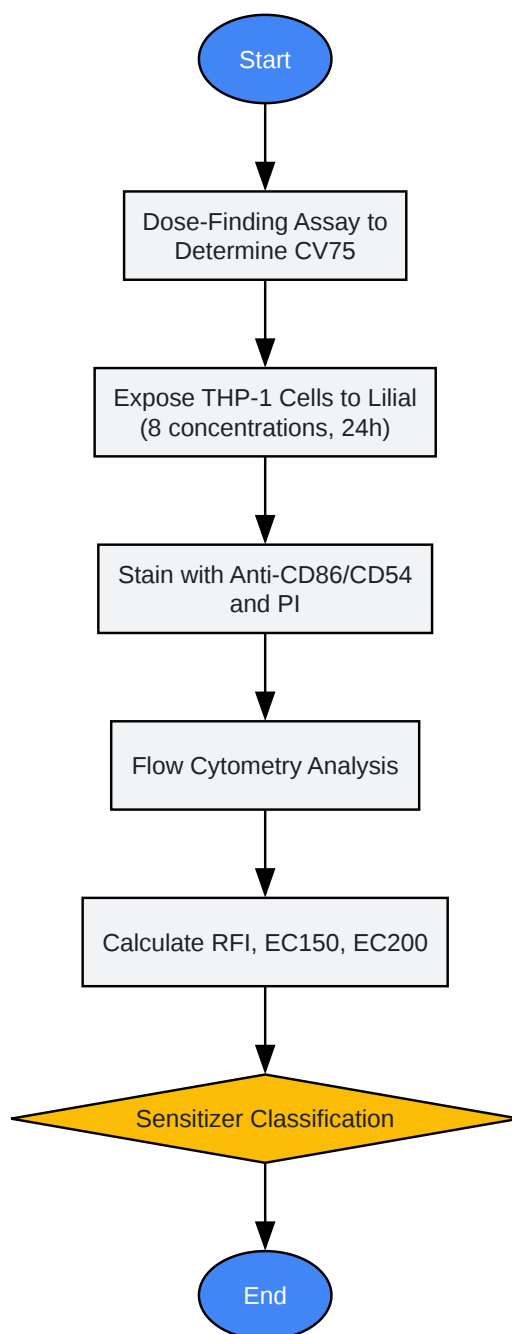 Start
Dose-Finding Assay to
Determine CV75
Expose THP-1 Cells to Lilial
(8 concentrations, 24h)
Stain with Anti-CD86/CD54
and PI
Flow Cytometry Analysis
Calculate RFI, EC150, EC200
Sensitizer Classification
End